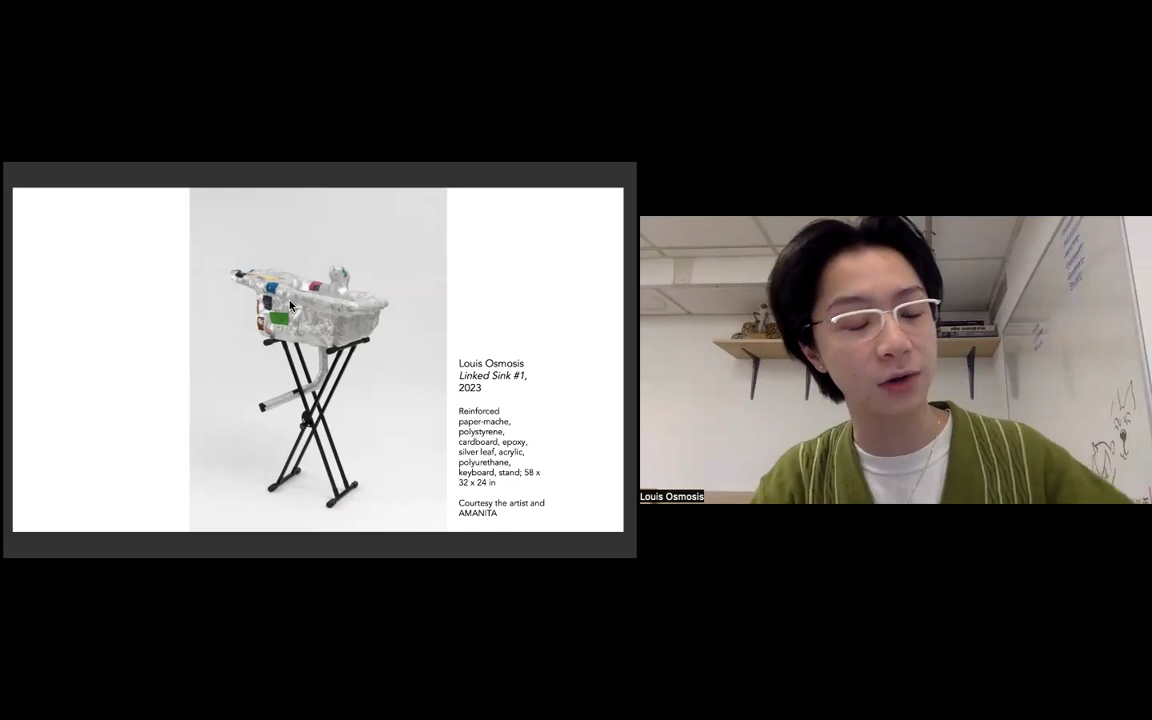 Louis Osmosis
Linked Sink #1,
2023
Reinforced
paper-mache,
polystyrene,
cardboard, epoxy,
silver leaf, acrylic,
polyurethane,
keyboard, stand; 58 x
32 x 24 in
Courtesy the artist and
AMANITA
Louis Osmosis